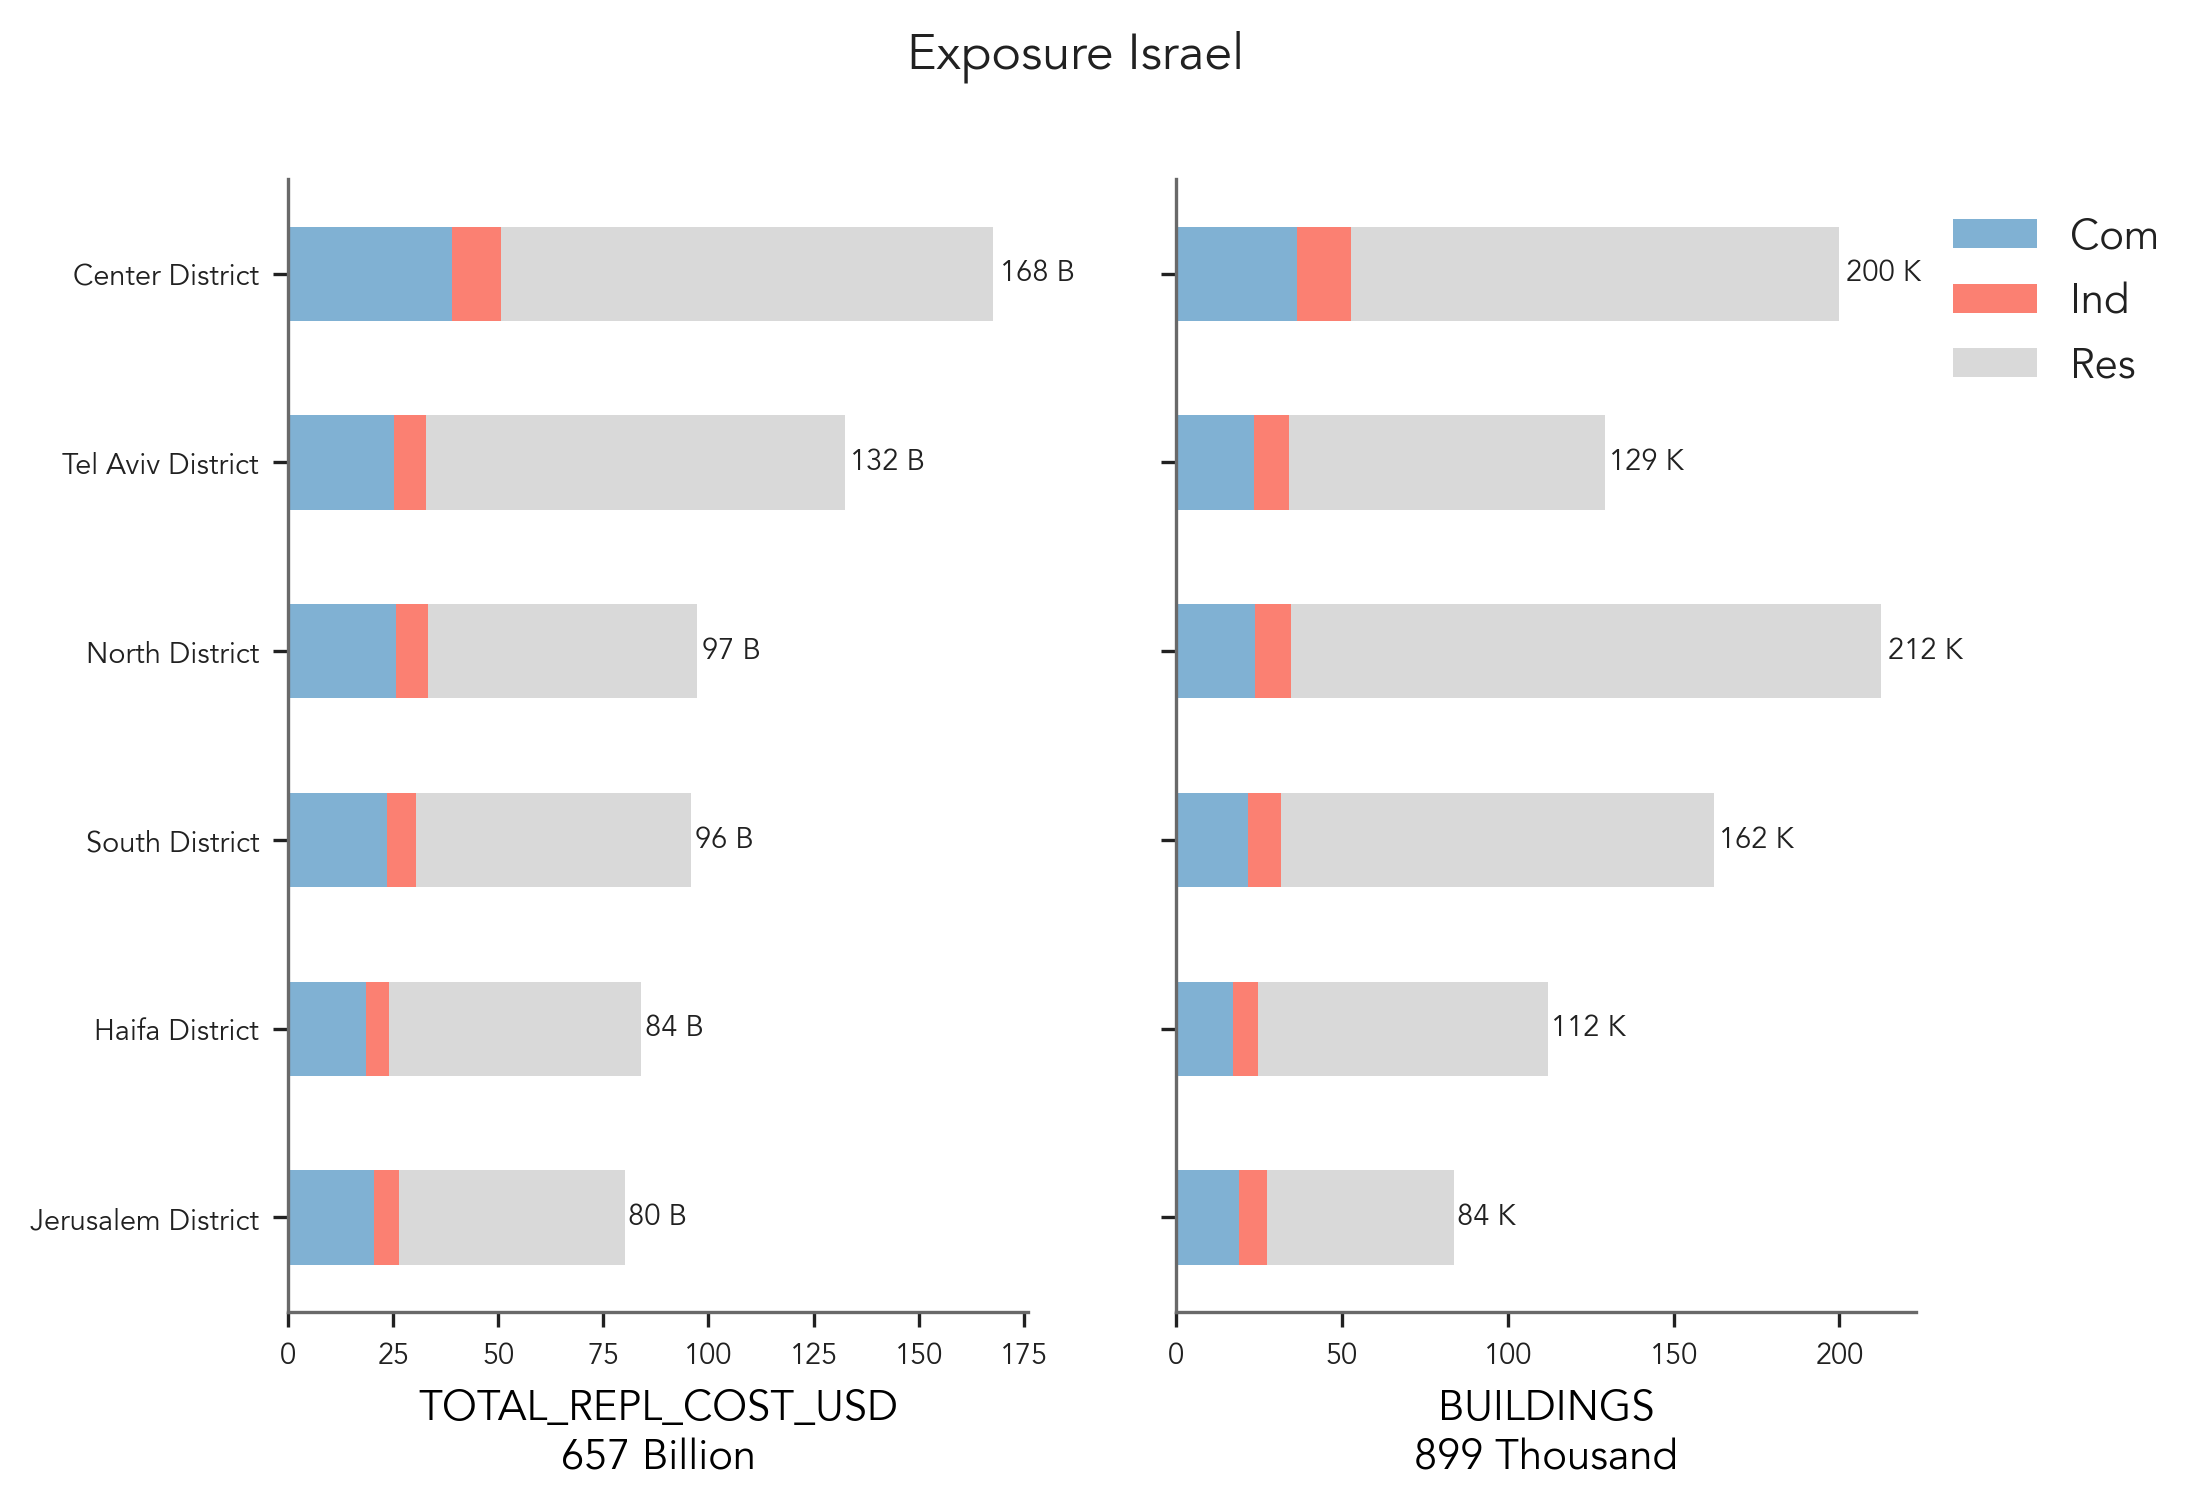 Exposure Israel
Center District
Tel Aviv District
North District
South District
Haifa District
Jerusalem District
168 B
132 B
97 B
96 B
84 B
80 B
0 25 50 75 100 125 150 175
TOTAL_REPL_COST_USD
657 Billion
200 K
129 K
212 K
162 K
112 K
84 K
0 50 100 150 200
BUILDINGS
899 Thousand
Com
Ind
Res